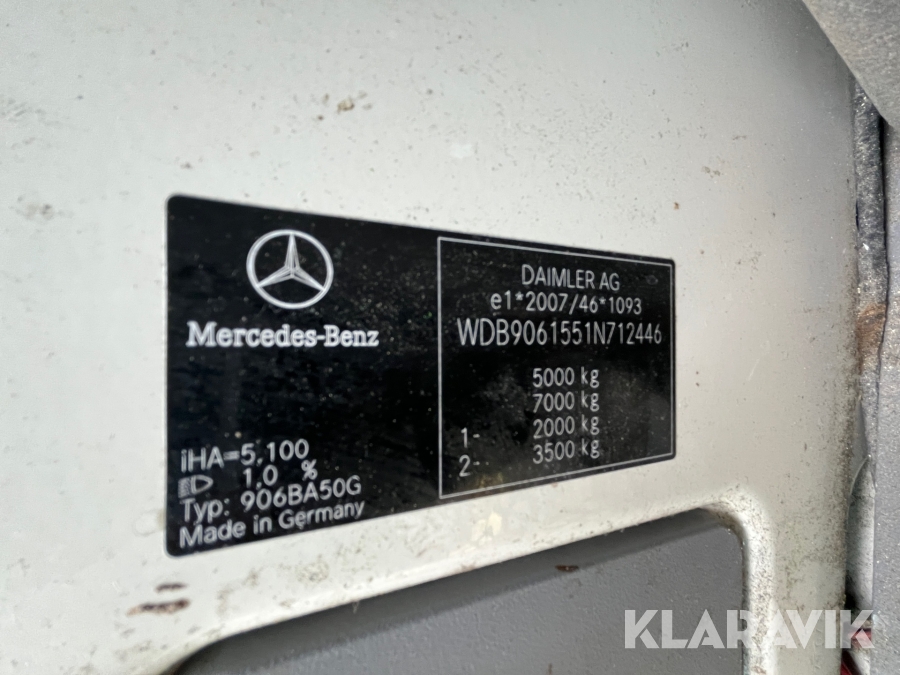 Mercedes-Benz
iHA=5,100
1,0 %
Typ: 906BA50G
Made in Germany
DAIMLER AG
e1*2007/46*1093
WDB9061551N712446
5000 kg
7000 kg
1- 2000 kg
2- 3500 kg
KLARAVIK